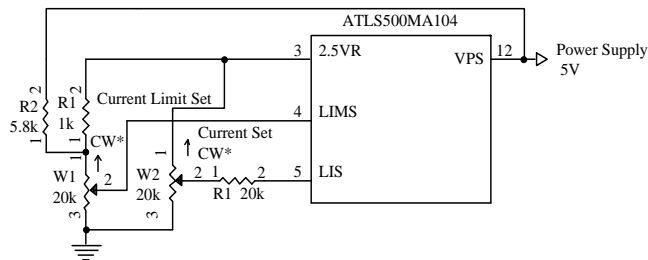 ATLS500MA104
3 2.5VR VPS 12 Power Supply
5V
2 2
R2 R1 Current Limit Set
5.8k 1k
4 LIMS
1 1 CW* Current Set
1 1 CW*
W1 2 W2 2 1 2 5 LIS
20k 20k R1 20k
3 3